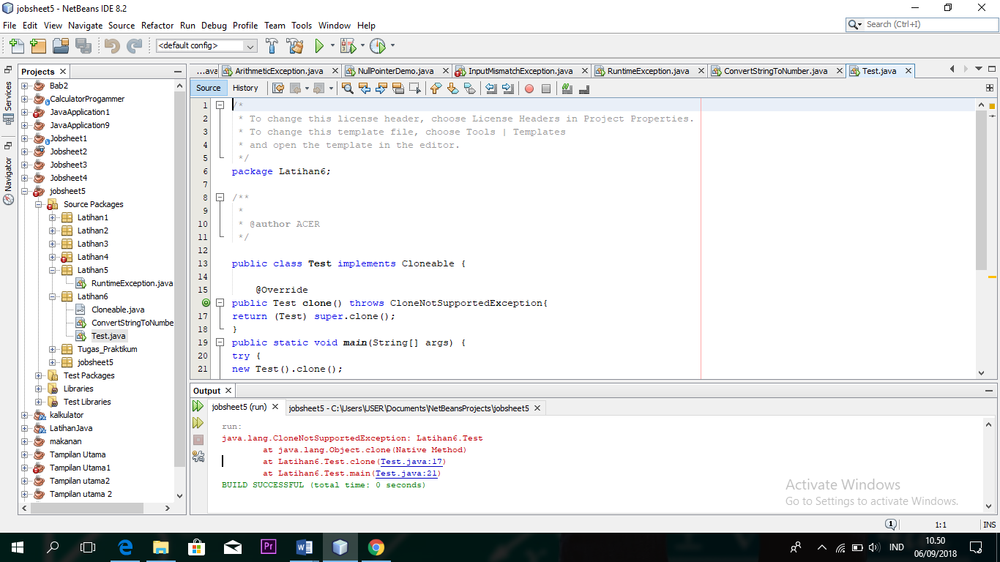 jobsheet5 - NetBeans IDE 8.2
File Edit View Navigate Source Refactor Run Debug Profile Team Tools Window Help
Search (Ctrl+I)
<default config>
Services
Navigator
Projects
Bab2
CalculatorProgammer
JavaApplication1
JavaApplication9
Jobsheet1
Jobsheet2
Jobsheet3
Jobsheet4
jobsheet5
Source Packages
Latihan1
Latihan2
Latihan3
Latihan4
Latihan5
RuntimeException.java
Latihan6
Cloneable.java
ConvertStringToNumbe
Test.java
Tugas_Praktikum
jobsheet5
Test Packages
Libraries
Test Libraries
kalkulator
LatihanJava
makanan
Tampilan Utama
Tampilan Utama1
Tampilan utama2
Tampilan utama 2
...ava ArithmeticException.java NullPointerDemo.java InputMismatchException.java RuntimeException.java ConvertStringToNumber.java Test.java
Source History
1 /*
2 * To change this license header, choose License Headers in Project Properties.
3 * To change this template file, choose Tools | Templates
4 * and open the template in the editor.
5 */
6 package Latihan6;
7
8 /**
9 *
10 * @author ACER
11 */
12
13 public class Test implements Cloneable {
14
15 @Override
16 public Test clone() throws CloneNotSupportedException{
17 return (Test) super.clone();
18 }
19 public static void main(String[] args) {
20 try {
21 new Test().clone();
Output
jobsheet5 (run) jobsheet5 - C:\Users\USER\Documents\NetBeansProjects\jobsheet5
run:
java.lang.CloneNotSupportedException: Latihan6.Test
at java.lang.Object.clone(Native Method)
at Latihan6.Test.clone(Test.java:17)
at Latihan6.Test.main(Test.java:21)
BUILD SUCCESSFUL (total time: 0 seconds)
Activate Windows
Go to Settings to activate Windows.
1 1:1 INS
Pr
IND
10.50
06/09/2018